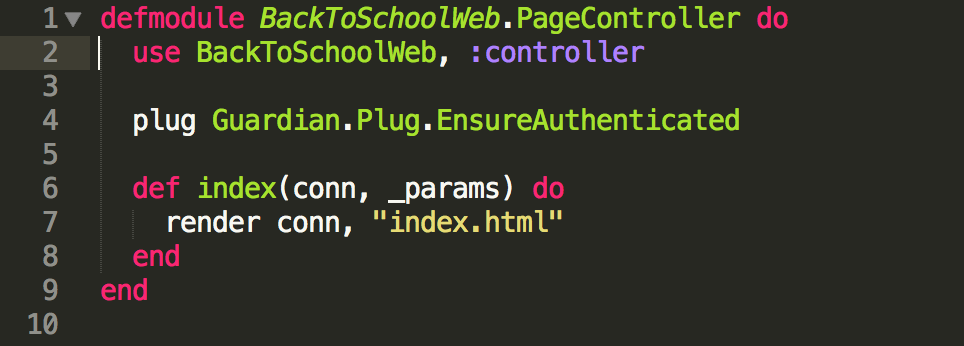 1 defmodule BackToSchoolWeb.PageController do
2   use BackToSchoolWeb, :controller
3
4   plug Guardian.Plug.EnsureAuthenticated
5
6   def index(conn, _params) do
7     render conn, "index.html"
8   end
9 end
10